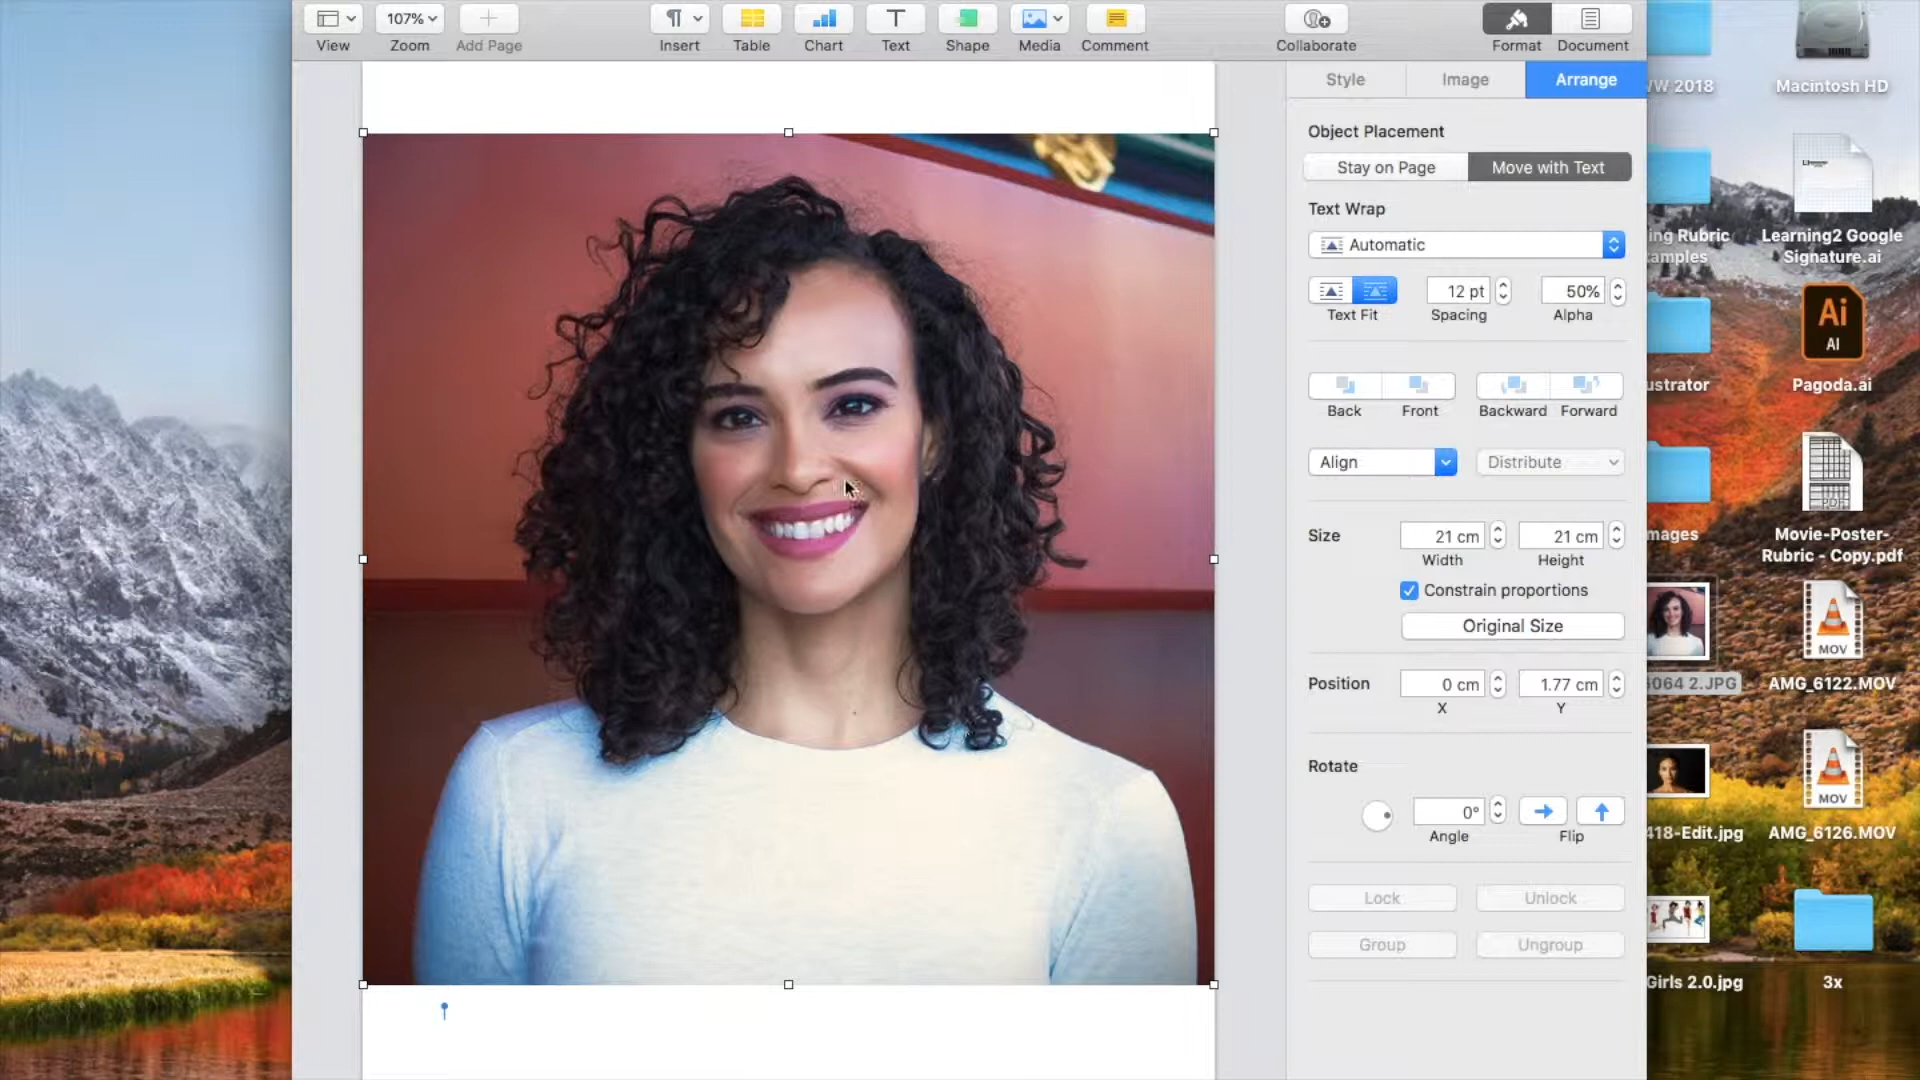 107%
View
Zoom
Add Page
Insert
Table
Chart
Text
Shape
Media
Comment
Collaborate
Format
Document
Style
Image
Arrange
Object Placement
Stay on Page
Move with Text
Text Wrap
Automatic
12 pt
50%
Text Fit
Spacing
Alpha
Back
Front
Backward
Forward
Align
Distribute
Size
21 cm
21 cm
Width
Height
Constrain proportions
Original Size
Position
0 cm
1.77 cm
X
Y
Rotate
0°
Angle
Flip
Lock
Unlock
Group
Ungroup
2018
Macintosh HD
ing Rubric
Learning2 Google
Signature.ai
Ai
AI
ustrator
Pagoda.ai
PDF
Movie-Poster-
Rubric - Copy.pdf
MOV
6064 2.JPG
AMG_6122.MOV
MOV
418-Edit.jpg
AMG_6126.MOV
Girls 2.0.jpg
3x